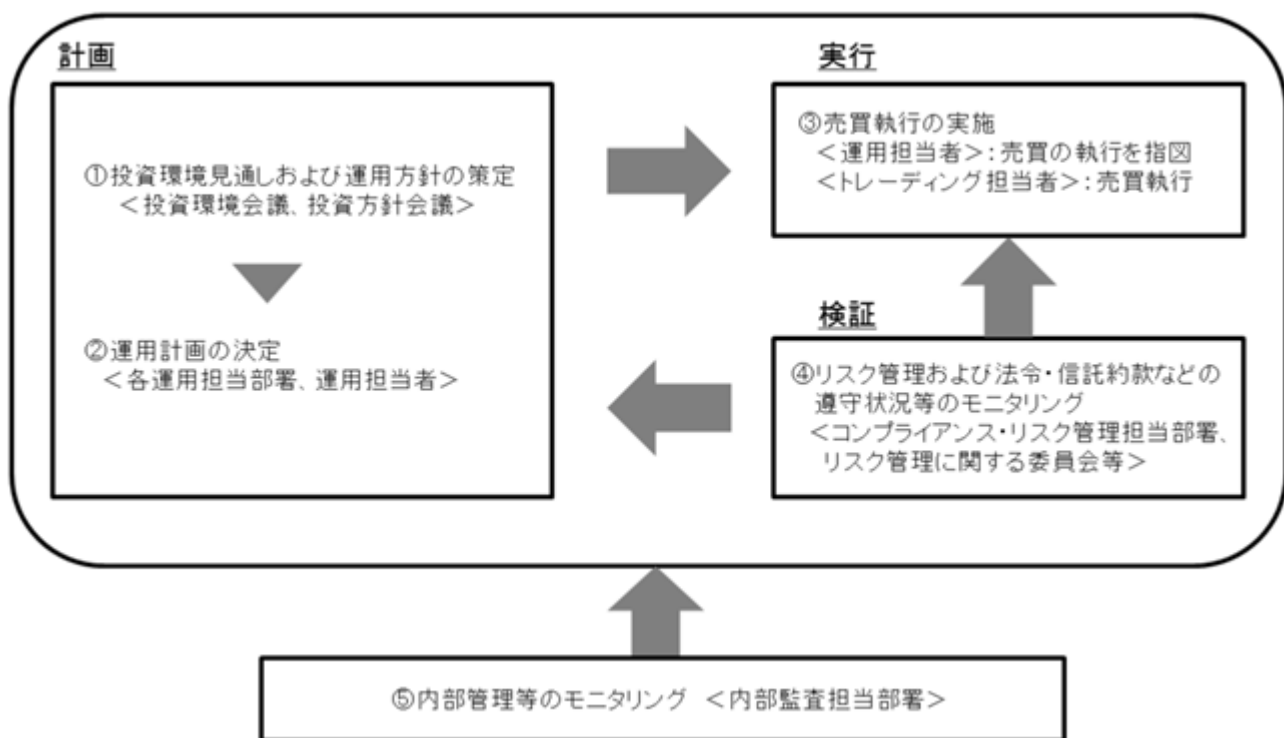 計画
①投資環境見通しおよび運用方針の策定
＜投資環境会議、投資方針会議＞
②運用計画の決定
＜各運用担当部署、運用担当者＞
実行
③売買執行の実施
＜運用担当者＞：売買の執行を指図
＜トレーディング担当者＞：売買執行
検証
④リスク管理および法令・信託約款などの
遵守状況等のモニタリング
＜コンプライアンス・リスク管理担当部署、
リスク管理に関する委員会等＞
⑤内部管理等のモニタリング ＜内部監査担当部署＞